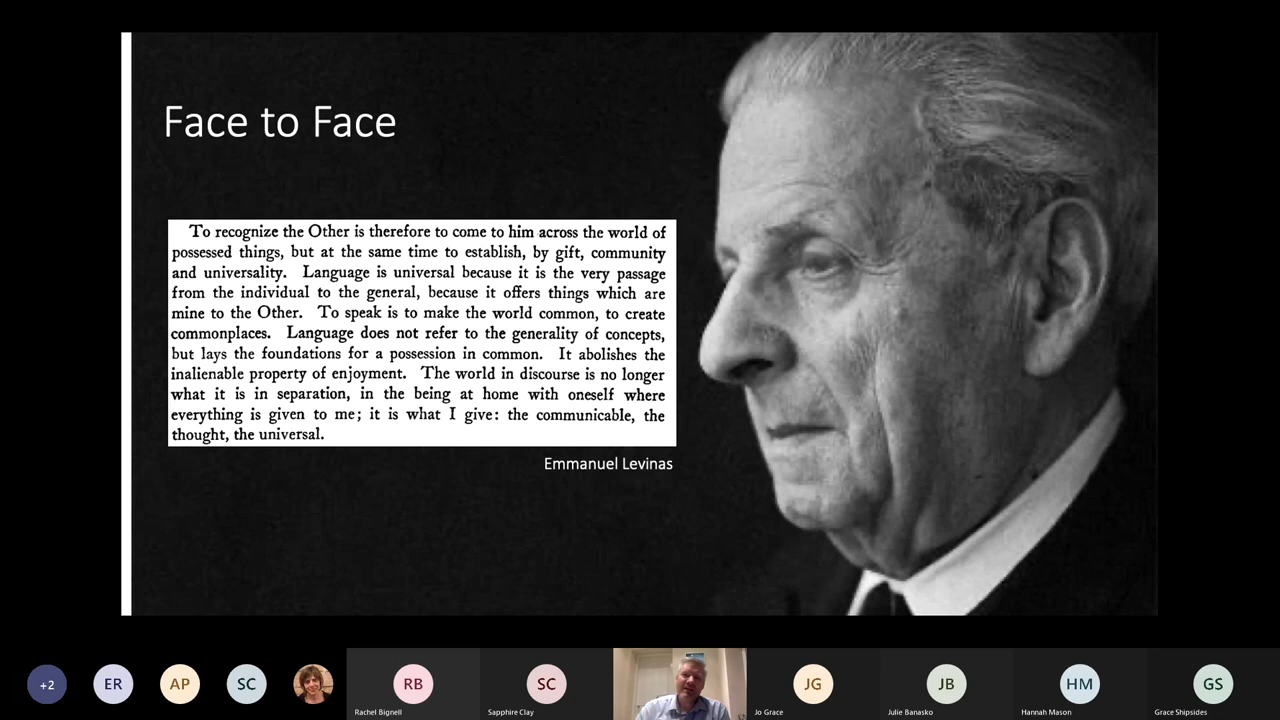 Face to Face
To recognize the Other is therefore to come to him across the world of
possessed things, but at the same time to establish, by gift, community
and universality. Language is universal because it is the very passage
from the individual to the general, because it offers things which are
mine to the Other. To speak is to make the world common, to create
commonplaces. Language does not refer to the generality of concepts,
but lays the foundations for a possession in common. It abolishes the
inalienable property of enjoyment. The world in discourse is no longer
what it is in separation, in the being at home with oneself where
everything is given to me; it is what I give: the communicable, the
thought, the universal.
Emmanuel Levinas
+2 ER AP SC RB SC JG JB HM GS
Rachel Bignell Sapphire Clay Jo Grace Julie Banasko Hannah Mason Grace Shipsides